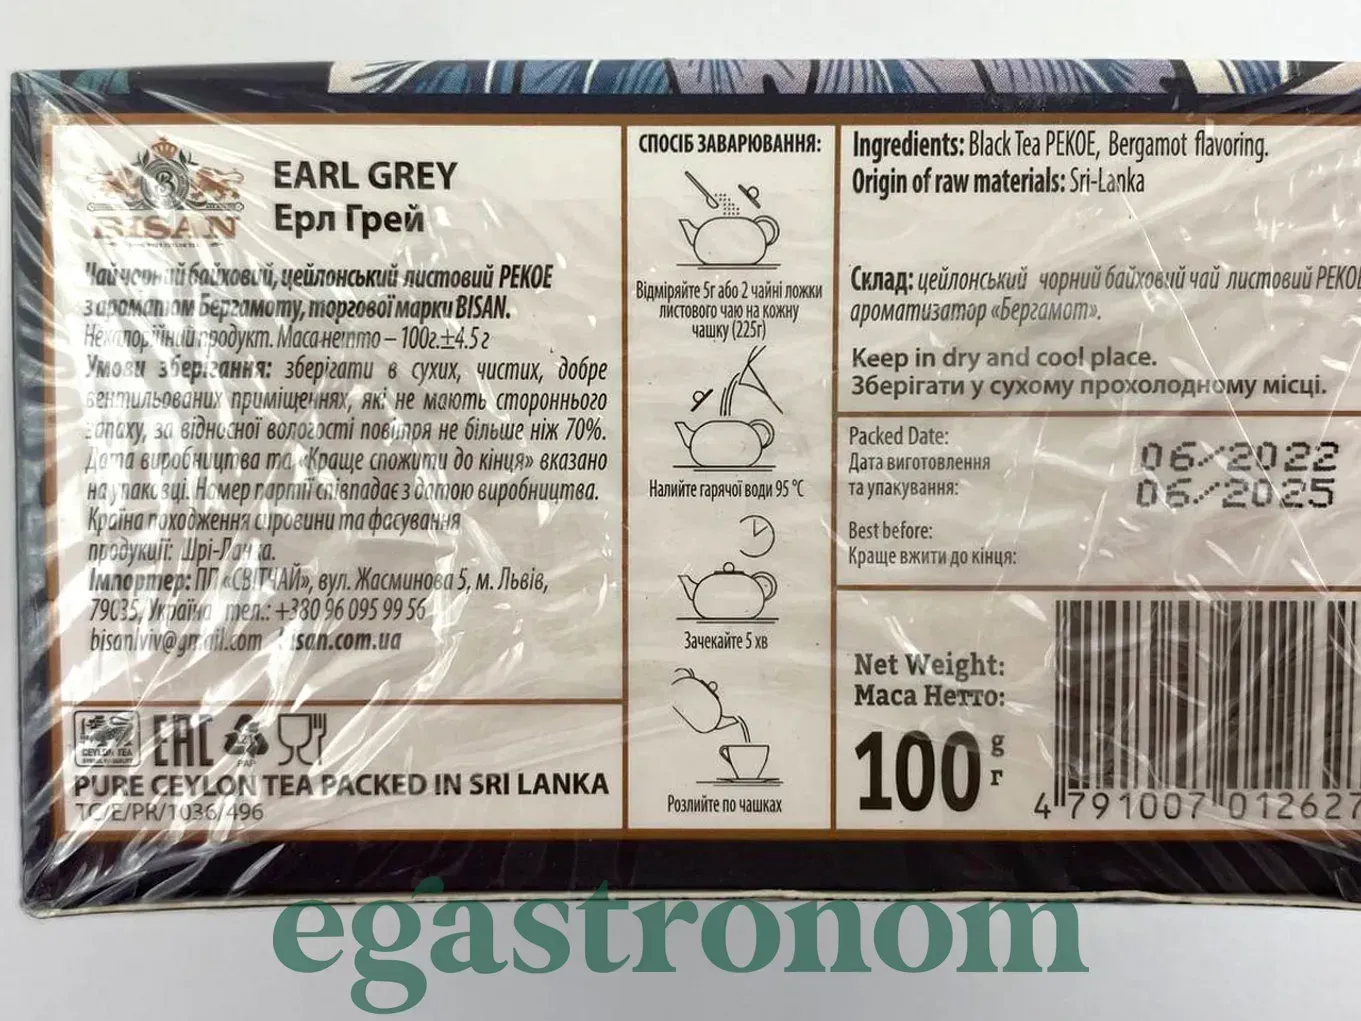 BISAN
EARL GREY
Ерл Грей
Чай чорний байховий, цейлонський листовий PEKOE
з ароматом Бергамоту, торгової марки BISAN.
Некалорійний продукт. Маса нетто – 100г.±4.5 г
Умови зберігання: зберігати в сухих, чистих, добре
вентильованих приміщеннях, які не мають стороннього
запаху, за відносної вологості повітря не більше ніж 70%.
Дата виробництва та «Краще спожити до кінця» вказано
на упаковці. Номер партії співпадає з датою виробництва.
Країна походження сировини та фасування
продукції: Шрі-Ланка.
Імпортер: ПП «СВІТЧАЙ», вул. Жасминова 5, м. Львів,
79035, Україна тел.: +380 96 095 99 56
bisanlviv@gmail.com bisan.com.ua
CEYLON TEA
EAC
21
PAP
PURE CEYLON TEA PACKED IN SRI LANKA
TC/E/PR/1036/496
СПОСІБ ЗАВАРЮВАННЯ:
Відміряйте 5г або 2 чайні ложки
листового чаю на кожну
чашку (225г)
Налийте гарячої води 95 °C
Зачекайте 5 хв
Розлийте по чашках
Ingredients: Black Tea PEKOE, Bergamot flavoring.
Origin of raw materials: Sri-Lanka
Склад: цейлонський чорний байховий чай листовий PEKOE
ароматизатор «Бергамот».
Keep in dry and cool place.
Зберігати у сухому прохолодному місці.
Packed Date:
Дата виготовлення
та упакування:
06/2022
06/2025
Best before:
Краще вжити до кінця:
Net Weight:
Маса Нетто:
100 g
г
4 791007 012627
egastronom